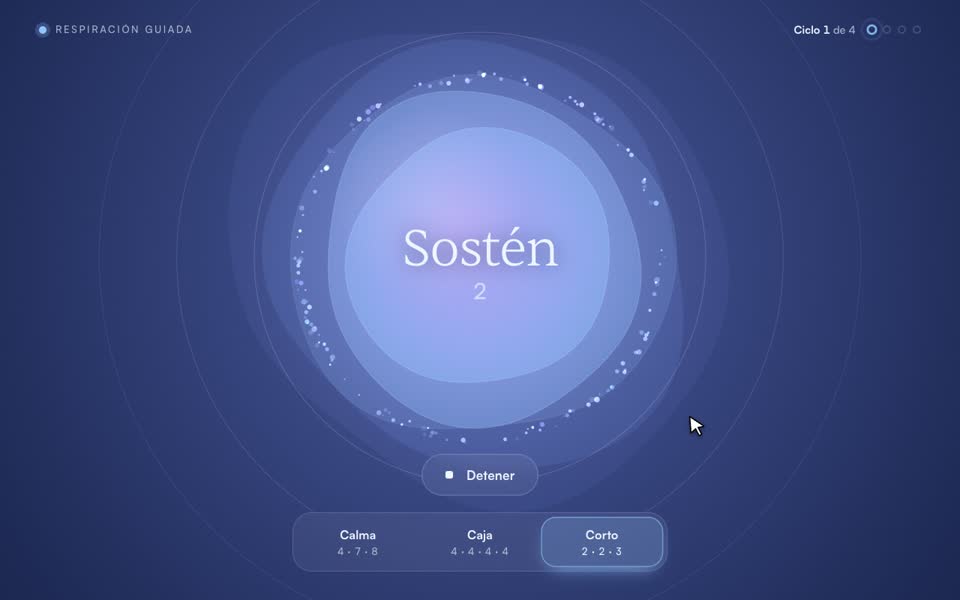 RESPIRACIÓN GUIADA
Ciclo 1 de 4
Sostén
2
Detener
Calma
4 · 7 · 8
Caja
4 · 4 · 4 · 4
Corto
2 · 2 · 3